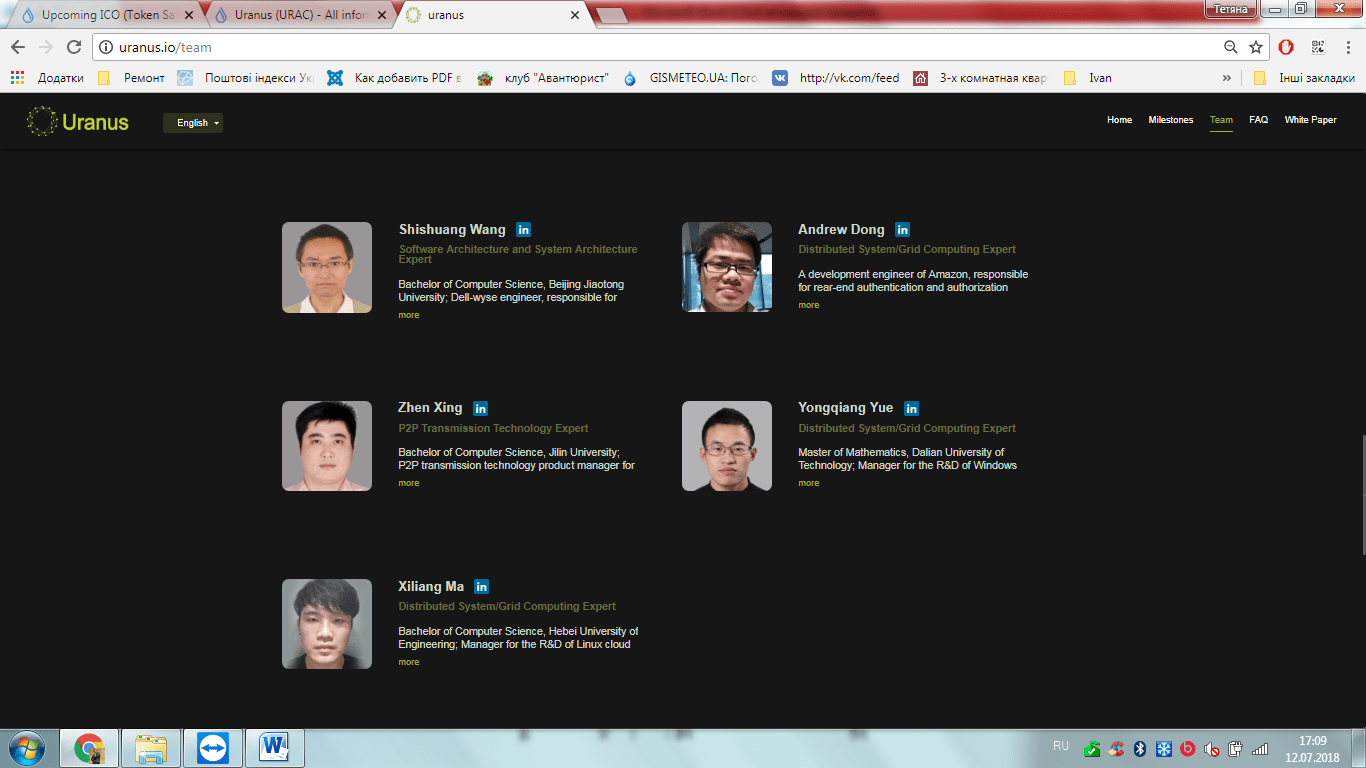 Upcoming ICO (Token Sa
Uranus (URAC) - All infor
uranus
Тетяна
uranus.io/team
Додатки
Ремонт
Поштові індекси Ук
Как добавить PDF в
клуб "Авантюрист"
GISMETEO.UA: Пого
http://vk.com/feed
3-х комнатная квар
Ivan
»
Інші закладки
Uranus
English
Home
Milestones
Team
FAQ
White Paper
Shishuang Wang in
Software Architecture and System Architecture
Expert
Bachelor of Computer Science, Beijing Jiaotong
University; Dell-wyse engineer, responsible for
more
Andrew Dong in
Distributed System/Grid Computing Expert
A development engineer of Amazon, responsible
for rear-end authentication and authorization
more
Zhen Xing in
P2P Transmission Technology Expert
Bachelor of Computer Science, Jilin University;
P2P transmission technology product manager for
more
Yongqiang Yue in
Distributed System/Grid Computing Expert
Master of Mathematics, Dalian University of
Technology; Manager for the R&D of Windows
more
Xiliang Ma in
Distributed System/Grid Computing Expert
Bachelor of Computer Science, Hebei University of
Engineering; Manager for the R&D of Linux cloud
more
RU
17:09
12.07.2018